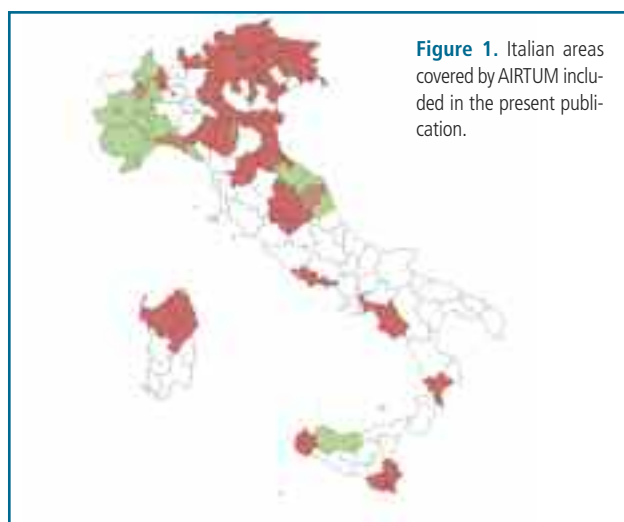 Figure 1. Italian areas
covered by AIRTUM inclu-
ded in the present publi-
cation.